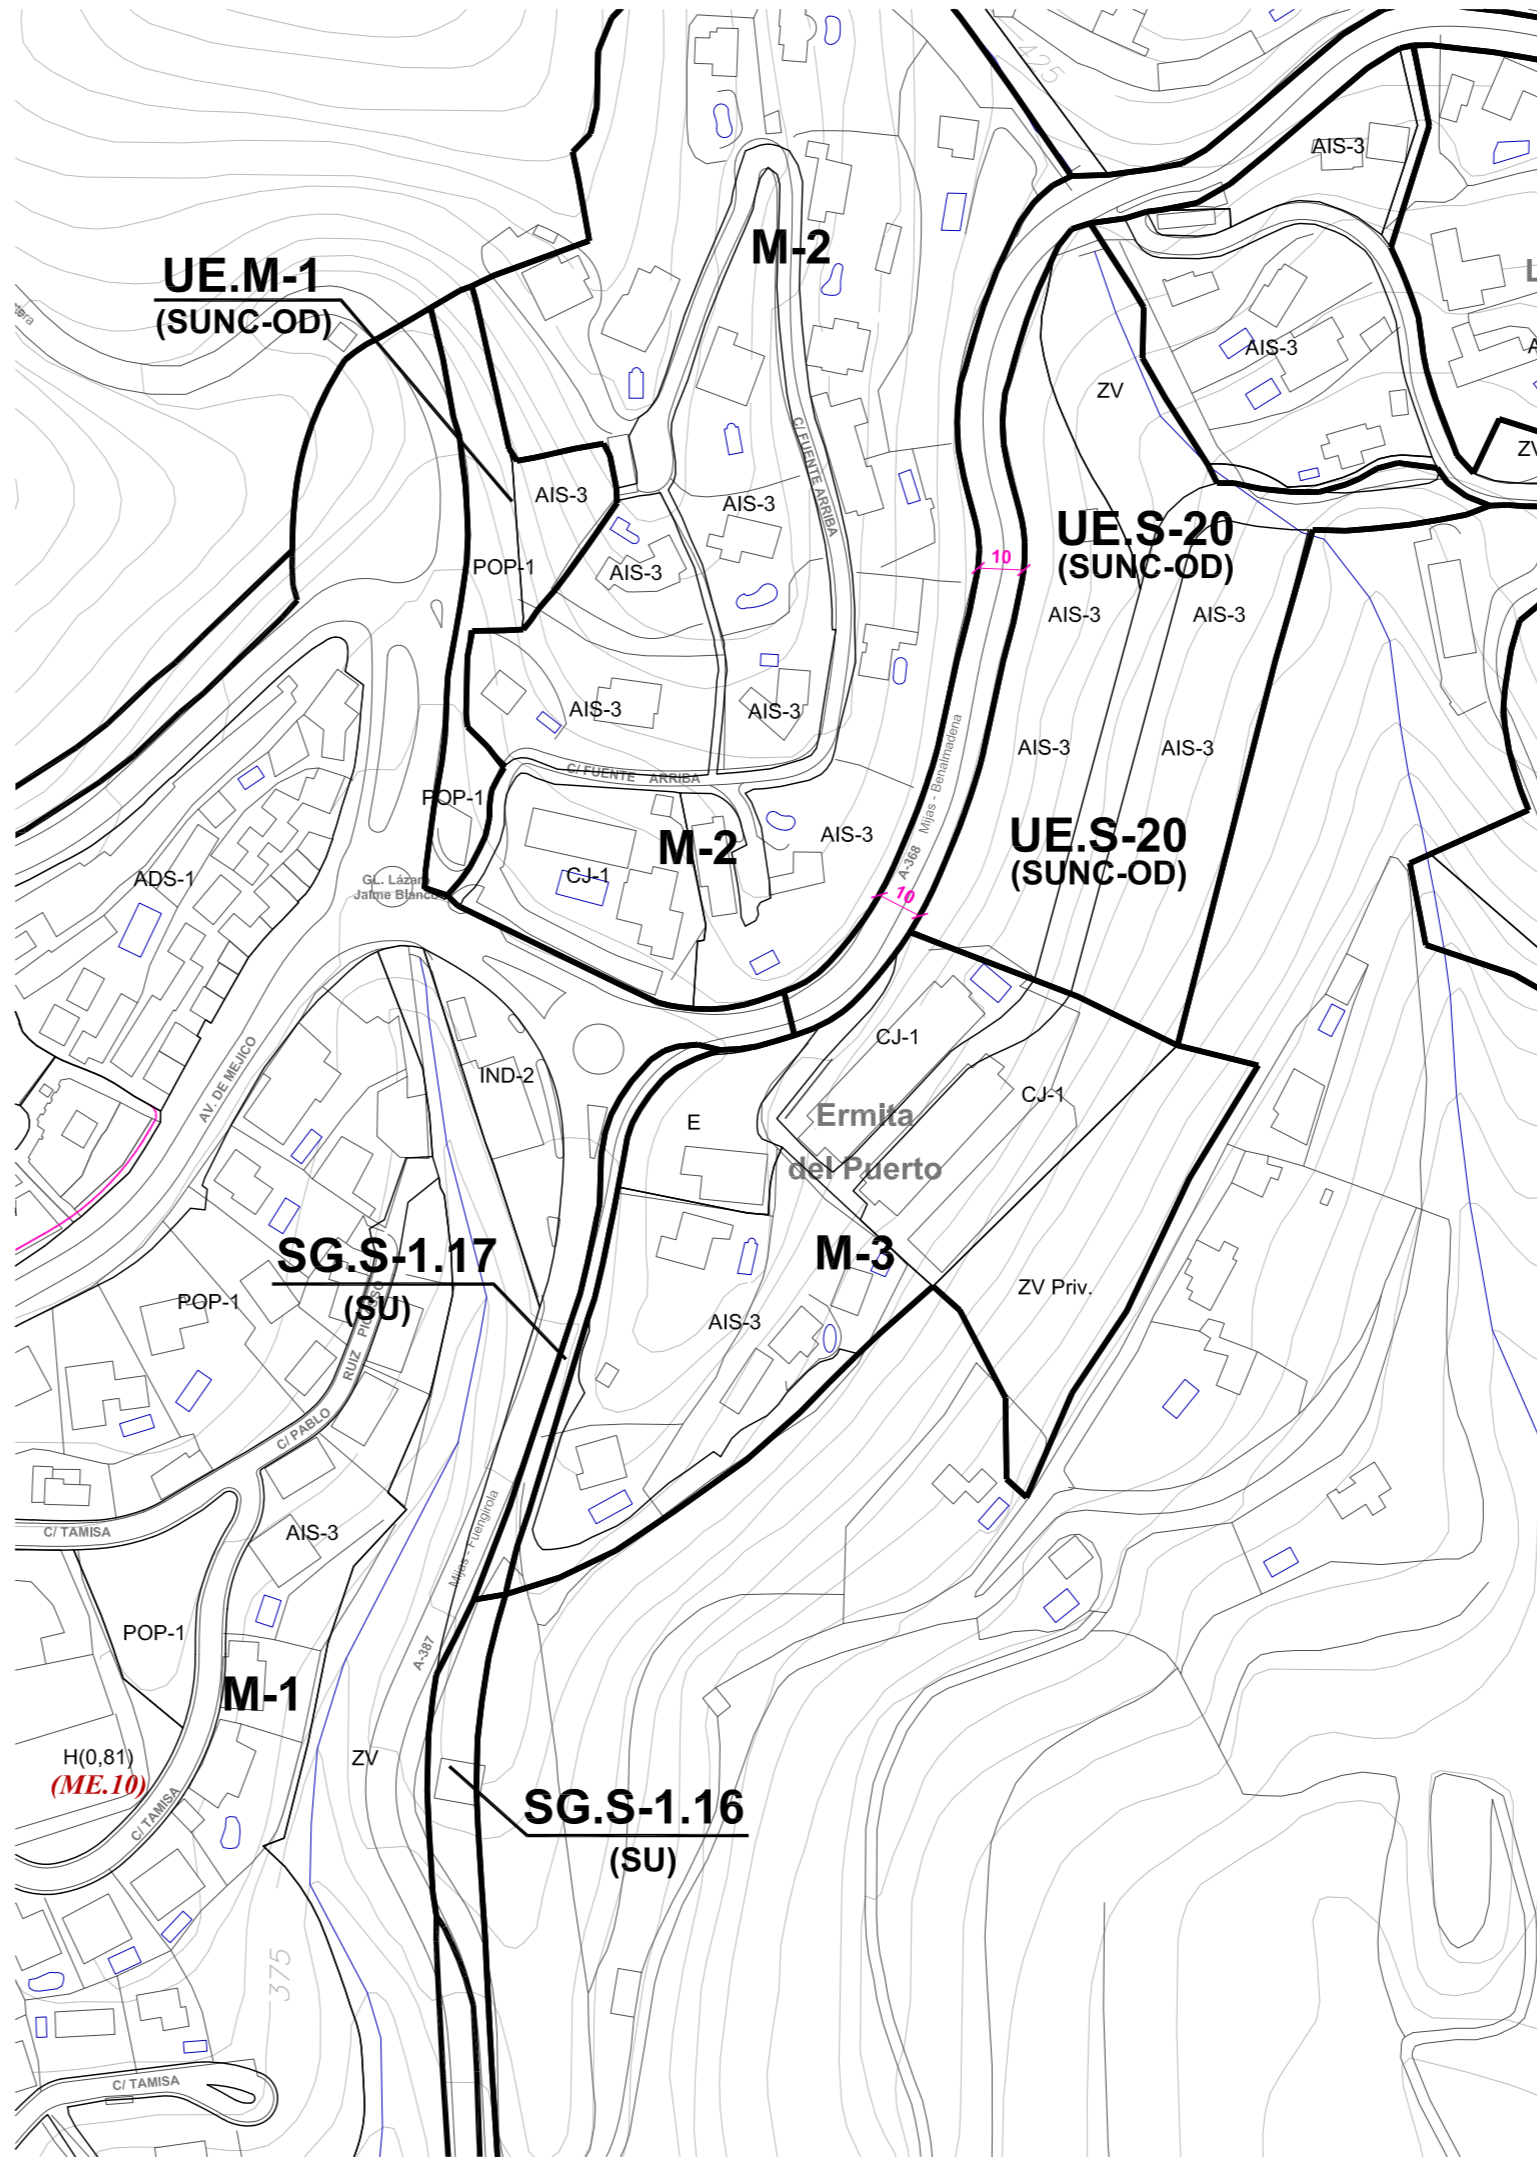 425
AIS-3
M-2
UE.M-1
(SUNC-OD)
L
AIS-3
A
ZV
C/ FUENTE ARRIBA
ZV
AIS-3
AIS-3
UE.S-20
(SUNC-OD)
10
POP-1
AIS-3
AIS-3
AIS-3
AIS-3
AIS-3
A-368 Mijas - Benalmadena
AIS-3
AIS-3
C/ FUENTE ARRIBA
POP-1
M-2
AIS-3
UE.S-20
(SUNC-OD)
ADS-1
GL. Lázaro
Jaime Blanco
CJ-1
10
AV. DE MEJICO
IND-2
CJ-1
CJ-1
E
Ermita
del Puerto
SG.S-1.17
(SU)
M-3
ZV Priv.
POP-1
AIS-3
C/ PABLO RUIZ PICASSO
Mijas - Fuengirola
C/ TAMISA
AIS-3
POP-1
A-387
M-1
H(0,81)
(ME.10)
ZV
C/ TAMISA
SG.S-1.16
(SU)
375
C/ TAMISA